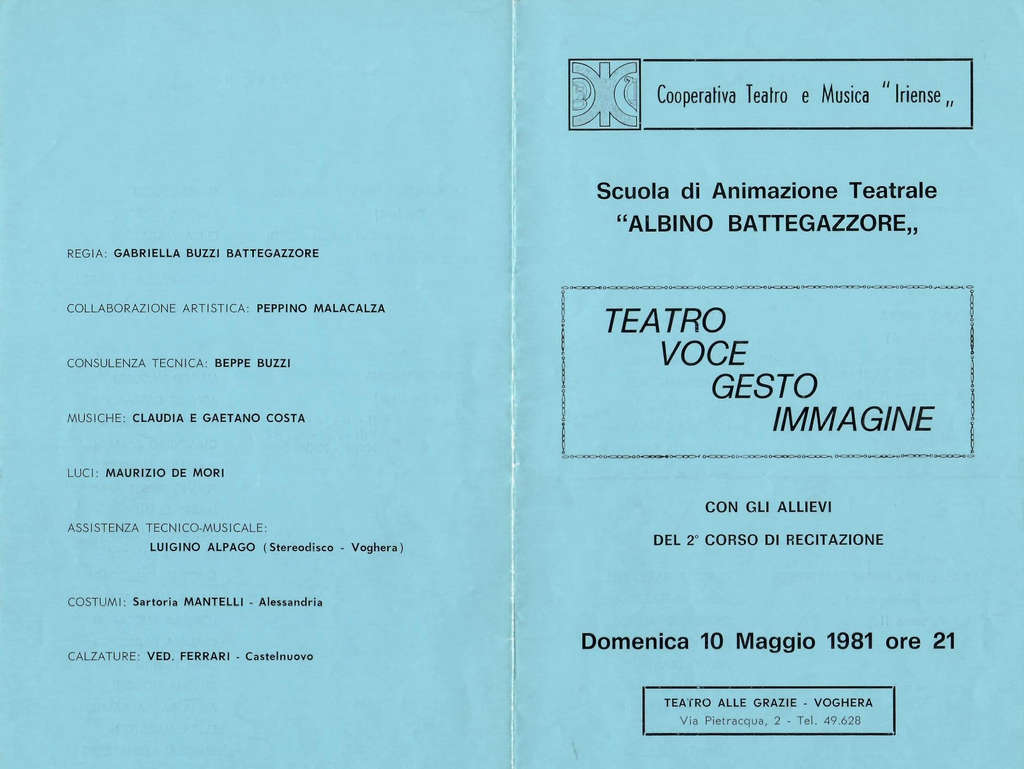 REGIA: GABRIELLA BUZZI BATTEGAZZORE
COLLABORAZIONE ARTISTICA: PEPPINO MALACALZA
CONSULENZA TECNICA: BEPPE BUZZI
MUSICHE: CLAUDIA E GAETANO COSTA
LUCI: MAURIZIO DE MORI
ASSISTENZA TECNICO-MUSICALE:
LUIGINO ALPAGO (Stereodisco - Voghera)
COSTUMI: Sartoria MANTELLI - Alessandria
CALZATURE: VED. FERRARI - Castelnuovo
Cooperativa Teatro e Musica "Iriense„
Scuola di Animazione Teatrale
“ALBINO BATTEGAZZORE„
TEATRO
VOCE
GESTO
IMMAGINE
CON GLI ALLIEVI
DEL 2° CORSO DI RECITAZIONE
Domenica 10 Maggio 1981 ore 21
TEATRO ALLE GRAZIE - VOGHERA
Via Pietracqua, 2 - Tel. 49.628